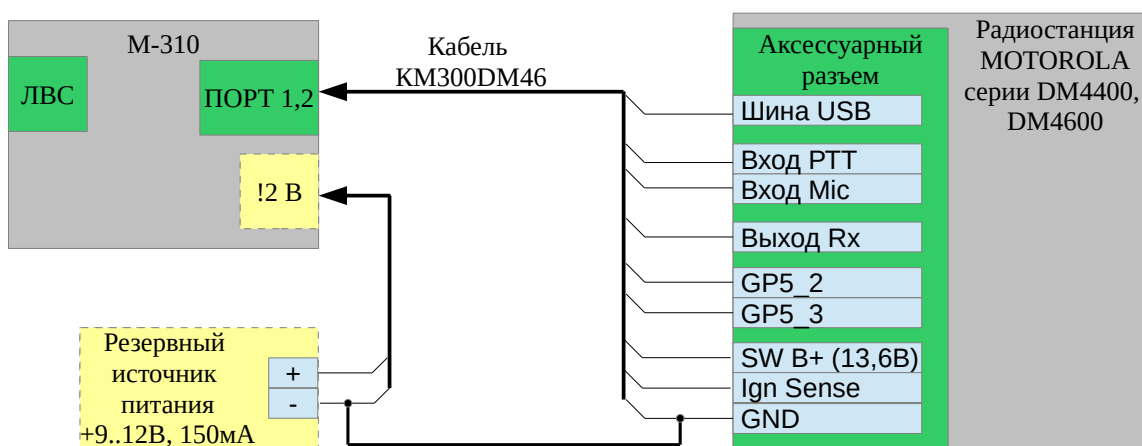 М-310
ЛВС
ПОРТ 1,2
!2 В
Кабель
КМ300DM46
Резервный
источник
питания
+9..12В, 150мА
+
-
Аксессуарный
разъем
Шина USB
Вход PTT
Вход Mic
Выход Rx
GP5_2
GP5_3
SW B+ (13,6В)
Ign Sense
GND
Радиостанция
MOTOROLA
серии DM4400,
DM4600